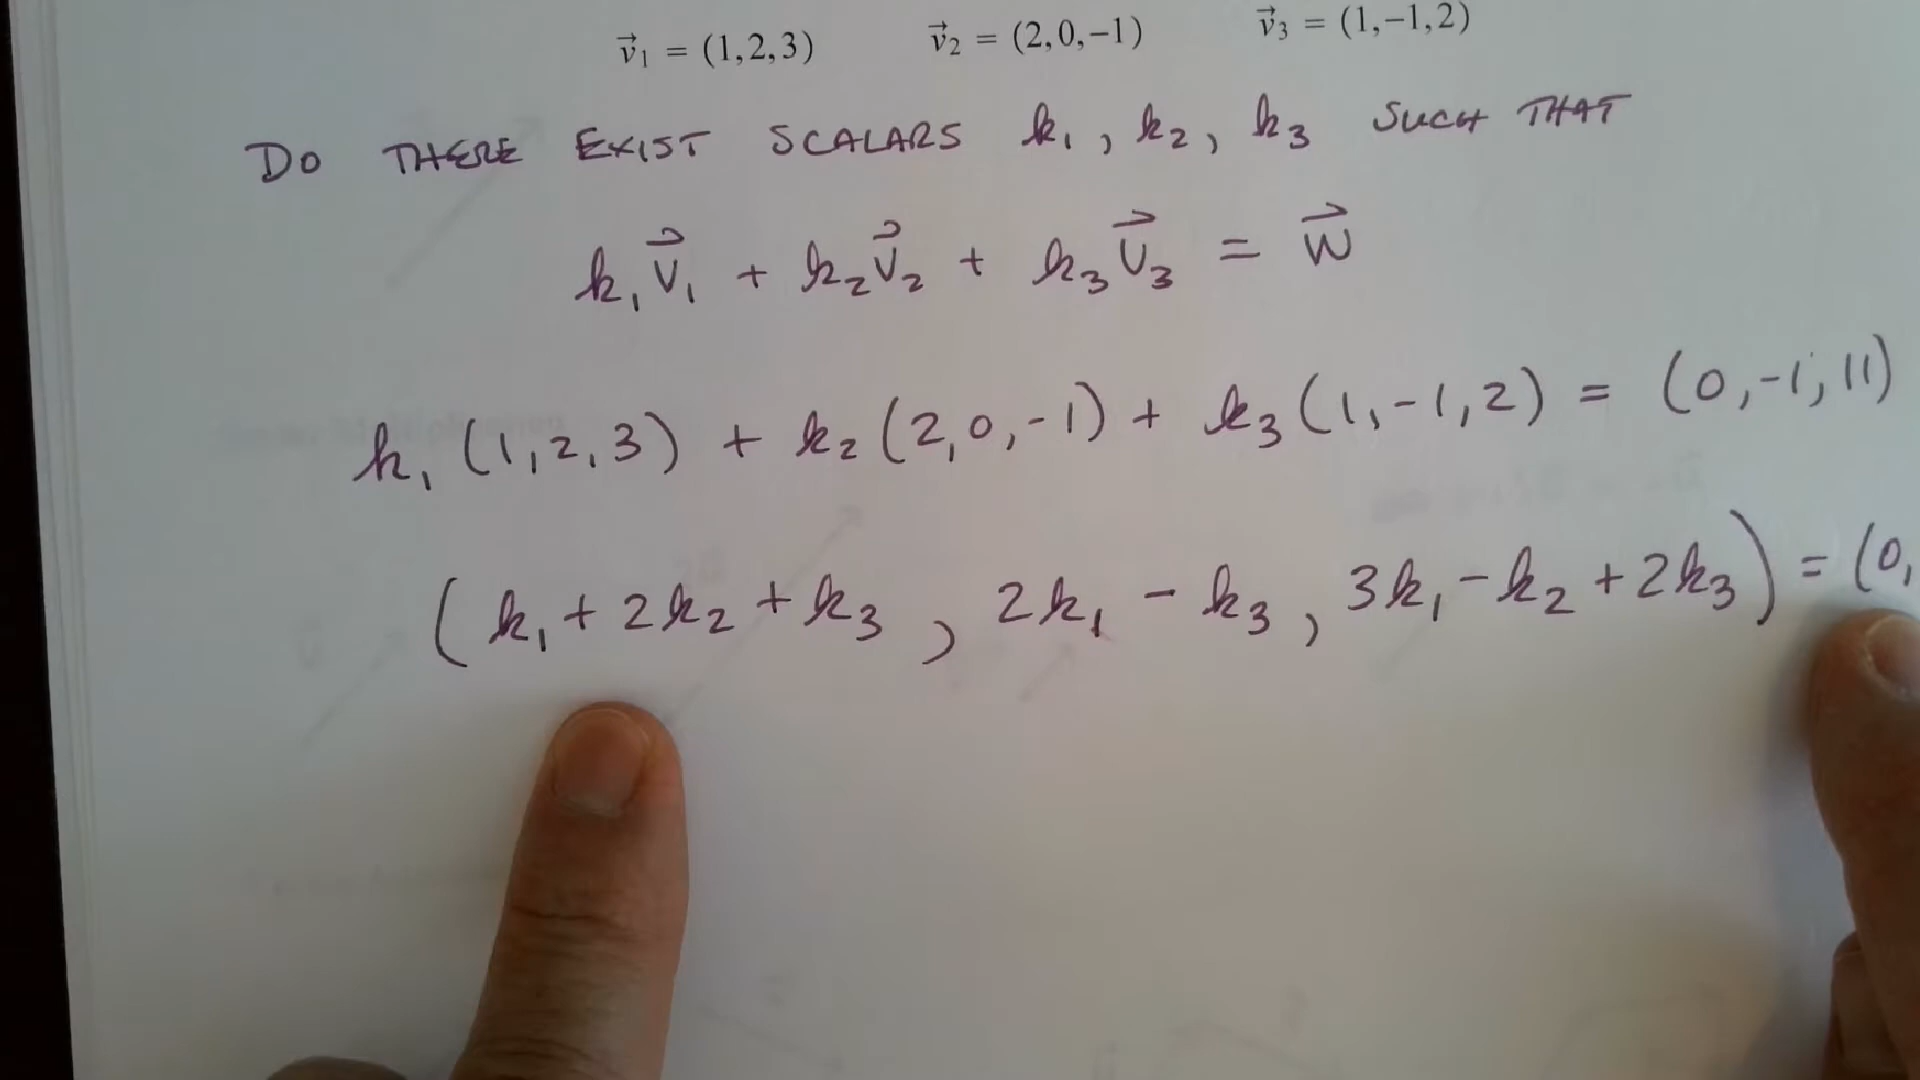 v⃗₁ = (1,2,3) v⃗₂ = (2,0,−1) v⃗₃ = (1,−1,2)
DO THERE EXIST SCALARS k₁, k₂, k₃ SUCH THAT
k₁v⃗₁ + k₂v⃗₂ + k₃v⃗₃ = w⃗
k₁(1,2,3) + k₂(2,0,-1) + k₃(1,-1,2) = (0,-1,11)
(k₁ + 2k₂ + k₃, 2k₁ - k₃, 3k₁ - k₂ + 2k₃) = (0,